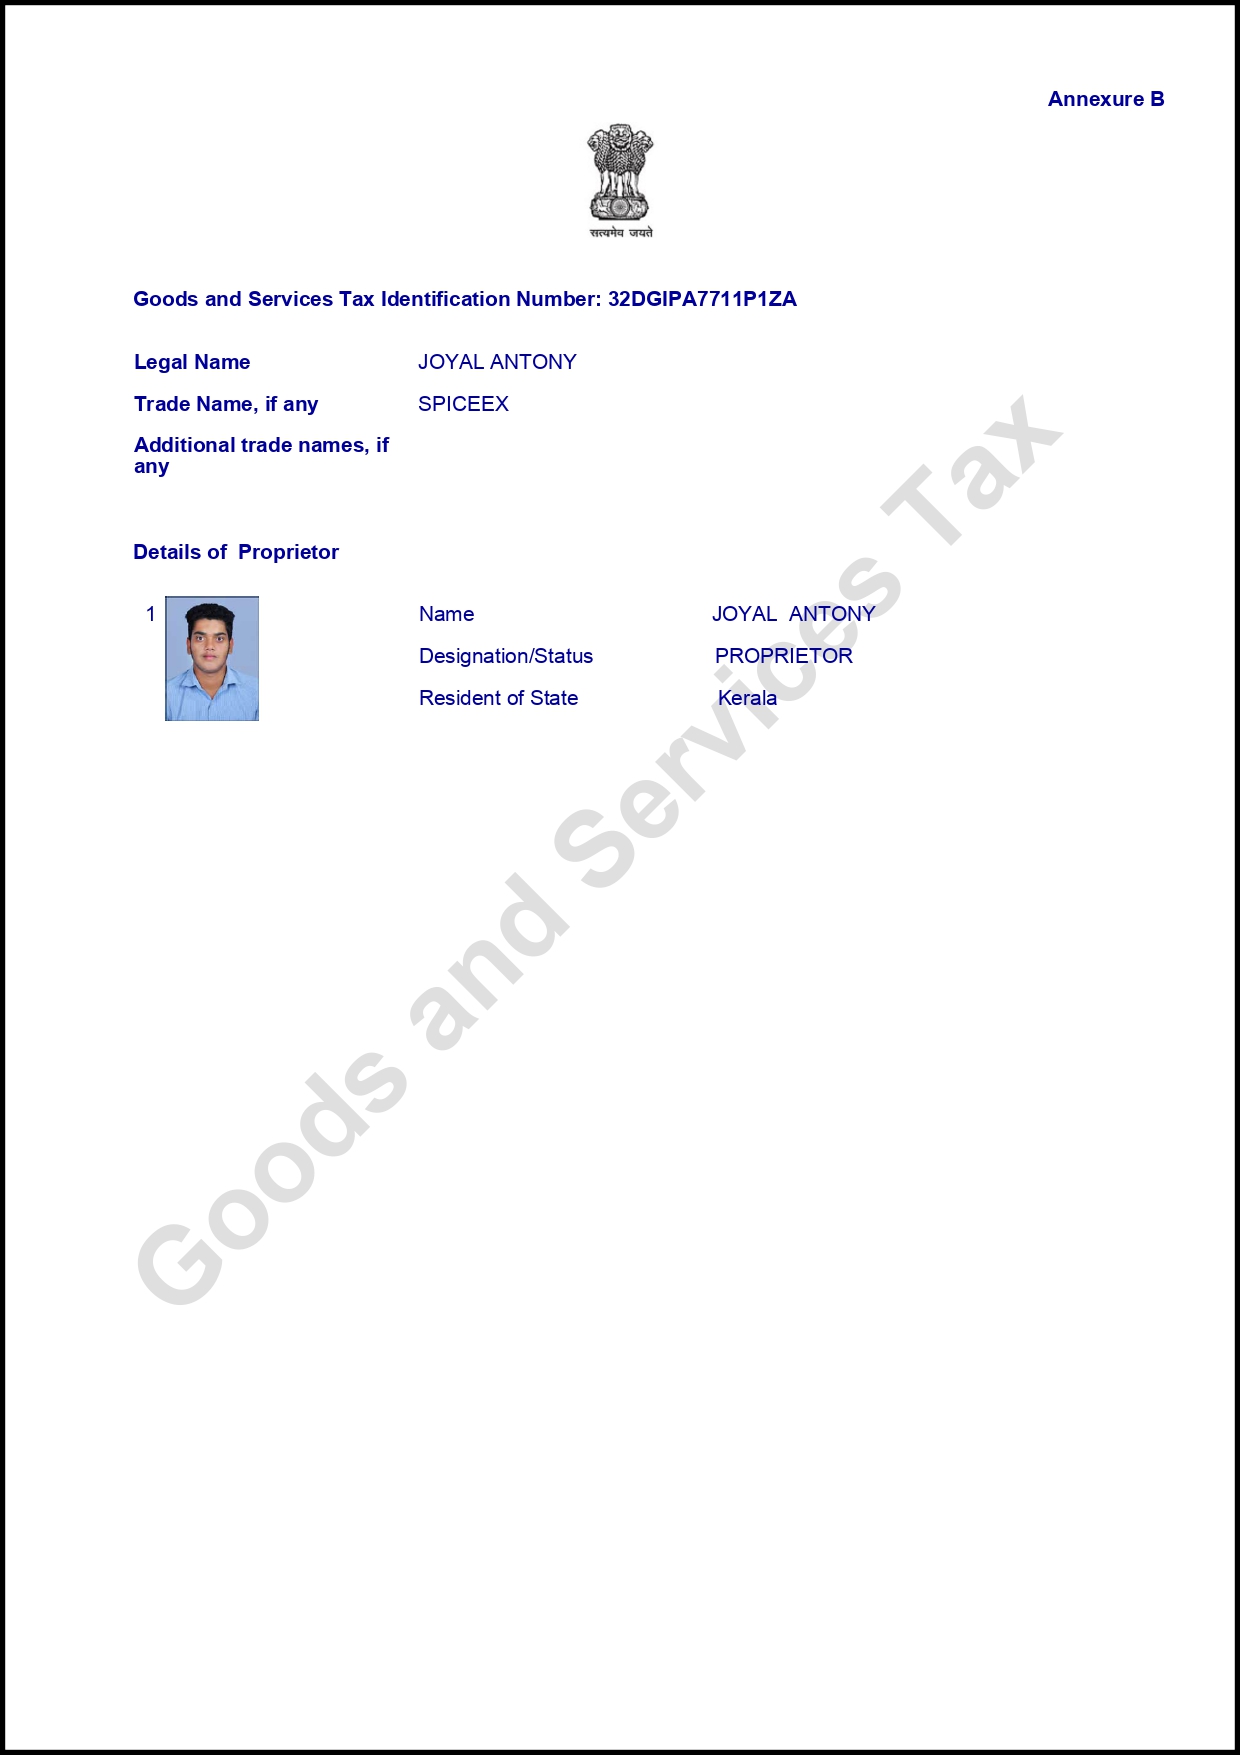 Annexure B
सत्यमेव जयते
Goods and Services Tax Identification Number: 32DGIPA7711P1ZA
Legal Name JOYAL ANTONY
Trade Name, if any SPICEEX
Additional trade names, if
any
Details of Proprietor
1 Name JOYAL ANTONY
Designation/Status PROPRIETOR
Resident of State Kerala
Goods and Services Tax